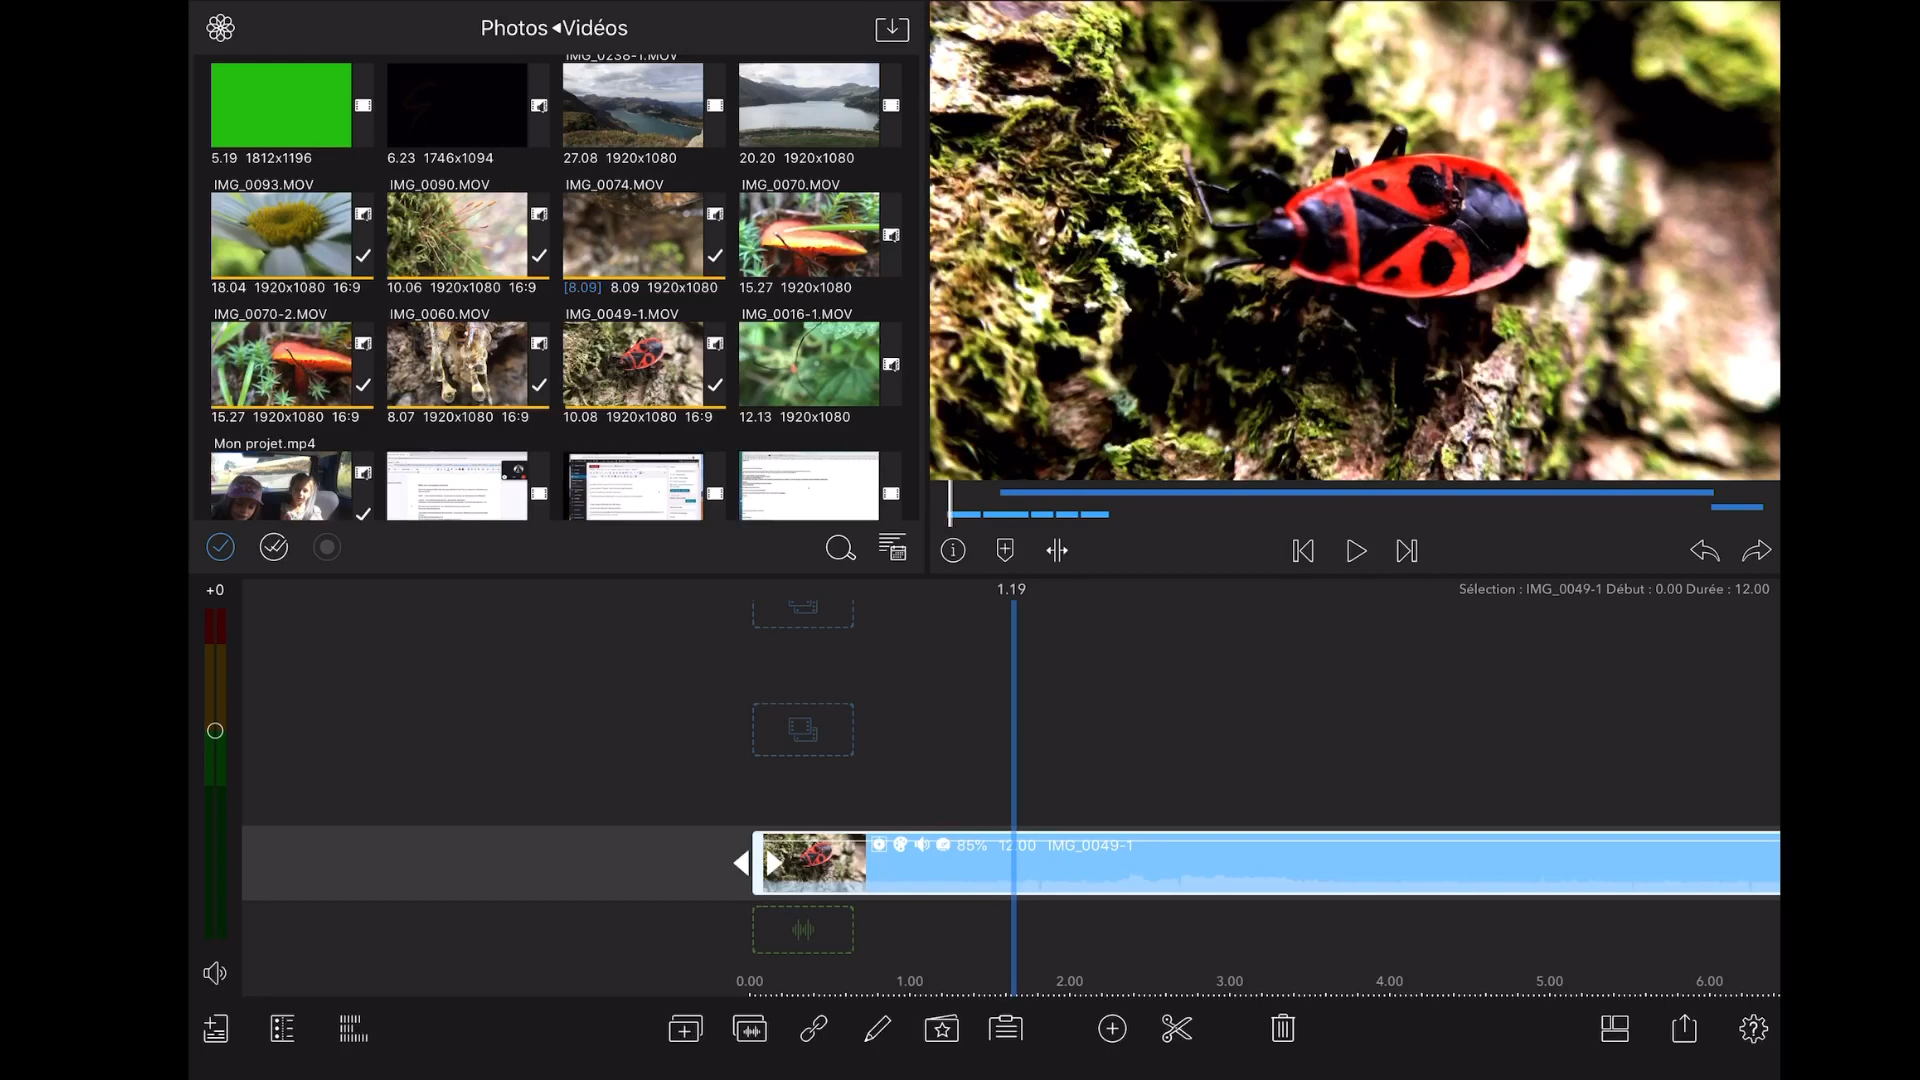 Photos◂Vidéos
IMG_0238-1.MOV
5.19 1812x1196
6.23 1746x1094
27.08 1920x1080
20.20 1920x1080
IMG_0093.MOV
IMG_0090.MOV
IMG_0074.MOV
IMG_0070.MOV
18.04 1920x1080 16:9
10.06 1920x1080 16:9
[8.09] 8.09 1920x1080
15.27 1920x1080
IMG_0070-2.MOV
IMG_0060.MOV
IMG_0049-1.MOV
IMG_0016-1.MOV
15.27 1920x1080 16:9
8.07 1920x1080 16:9
10.08 1920x1080 16:9
12.13 1920x1080
Mon projet.mp4
+0
1.19
Sélection : IMG_0049-1 Début : 0.00 Durée : 12.00
85% 12.00 IMG_0049-1
0.00 1.00 2.00 3.00 4.00 5.00 6.00